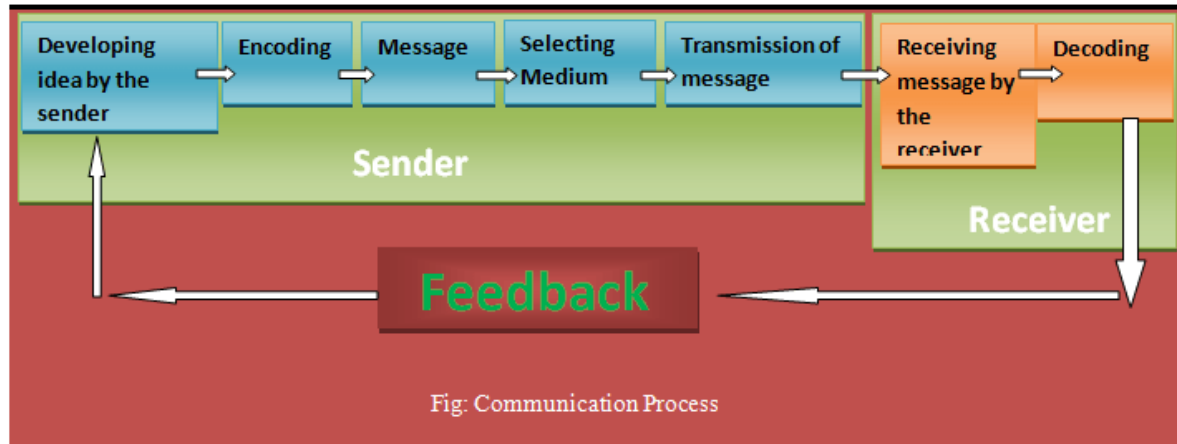 Developing
idea by the
sender
Encoding
Message
Selecting
Medium
Transmission of
message
Sender
Receiving
message by
the
receiver
Decoding
Receiver
Feedback
Fig: Communication Process